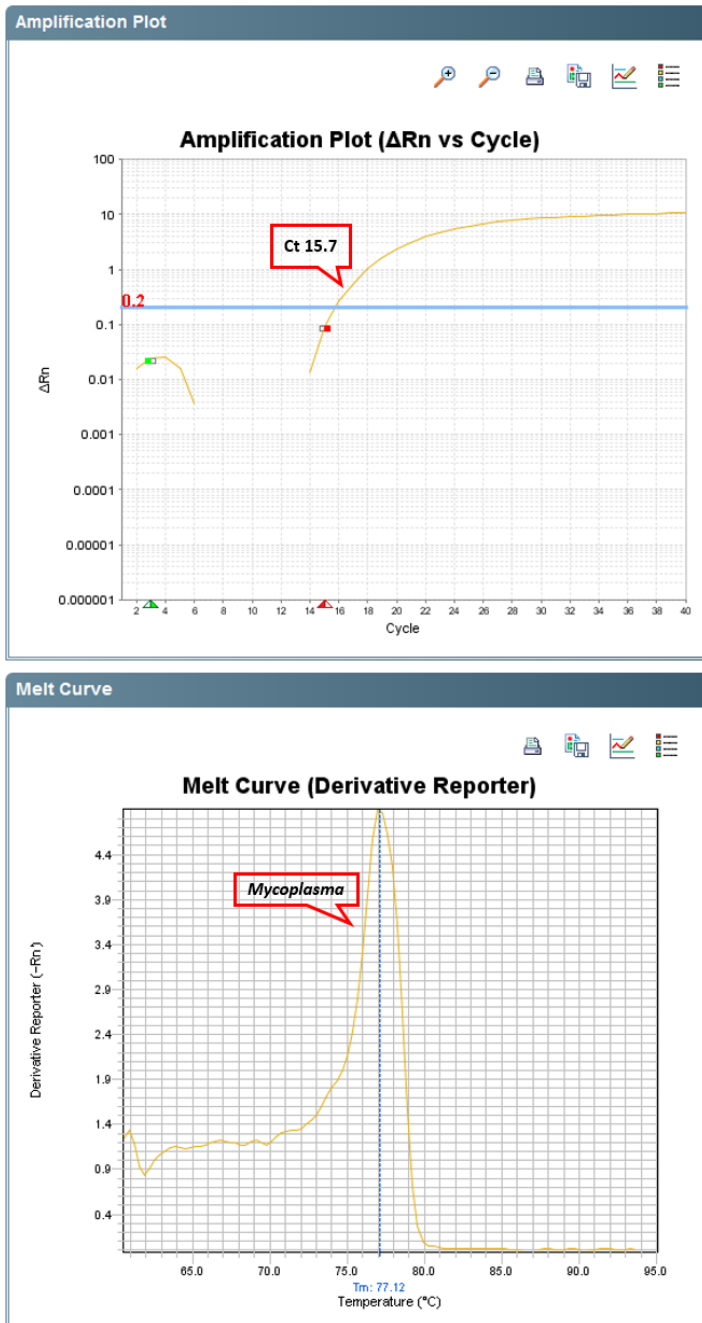 Amplification Plot
Amplification Plot (ΔRn vs Cycle)
100
10
Ct 15.7
1
0.2
0.1
ΔRn
0.01
0.001
0.0001
0.00001
0.000001
2 4 6 8 10 12 14 16 18 20 22 24 26 28 30 32 34 36 38 40
Cycle
Melt Curve
Melt Curve (Derivative Reporter)
4.4
Mycoplasma
3.9
3.4
2.9
Derivative Reporter (-Rn')
2.4
1.9
1.4
0.9
0.4
65.0 70.0 75.0 80.0 85.0 90.0 95.0
Tm: 77.12
Temperature (°C)